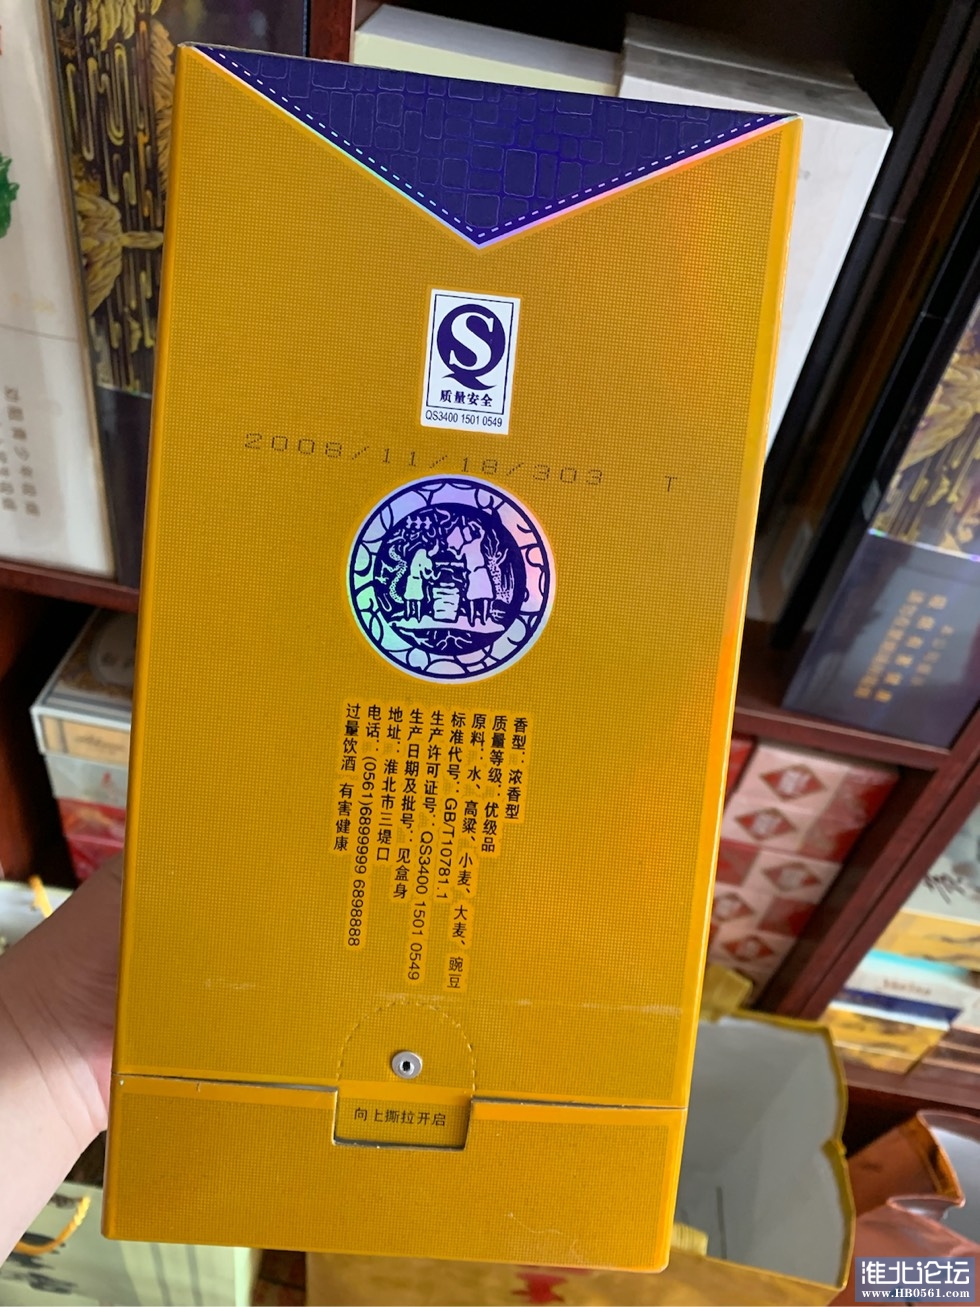 质量安全
QS3400 1501 0549
2008/11/18/303 T
香型：浓香型
质量等级：优级品
原料：水、高粱、小麦、大麦、豌豆
标准代号：GB/T10781.1
生产许可证号：QS3400 1501 0549
生产日期及批号：见盒身
地址：淮北市三堤口
电话：(0561)6899999 6898888
过量饮酒 有害健康
向上撕拉开启
淮北论坛
www.HB0561.com